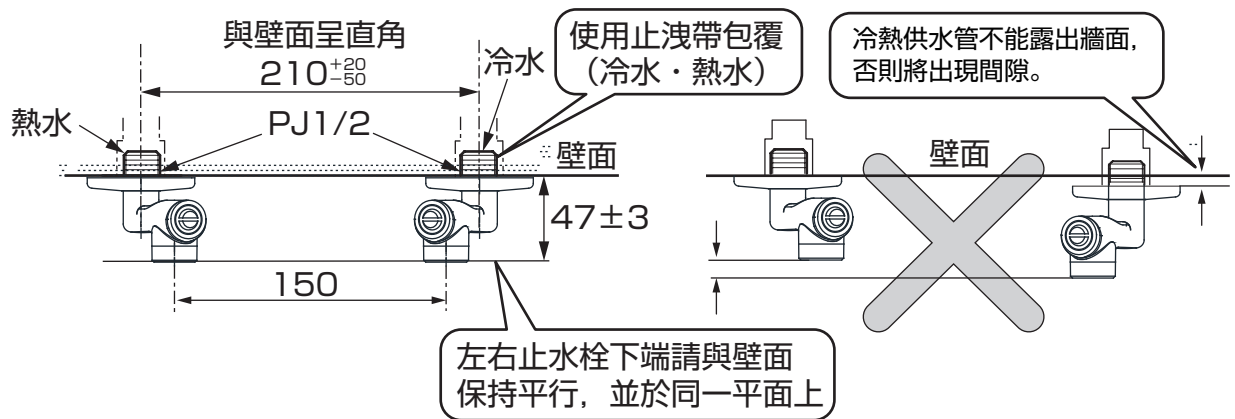 與壁面呈直角
210 +20 -50
熱水
PJ1/2
冷水
使用止洩帶包覆
（冷水・熱水）
壁面
47±3
150
左右止水栓下端請與壁面
保持平行，並於同一平面上
冷熱供水管不能露出牆面，
否則將出現間隙。
壁面